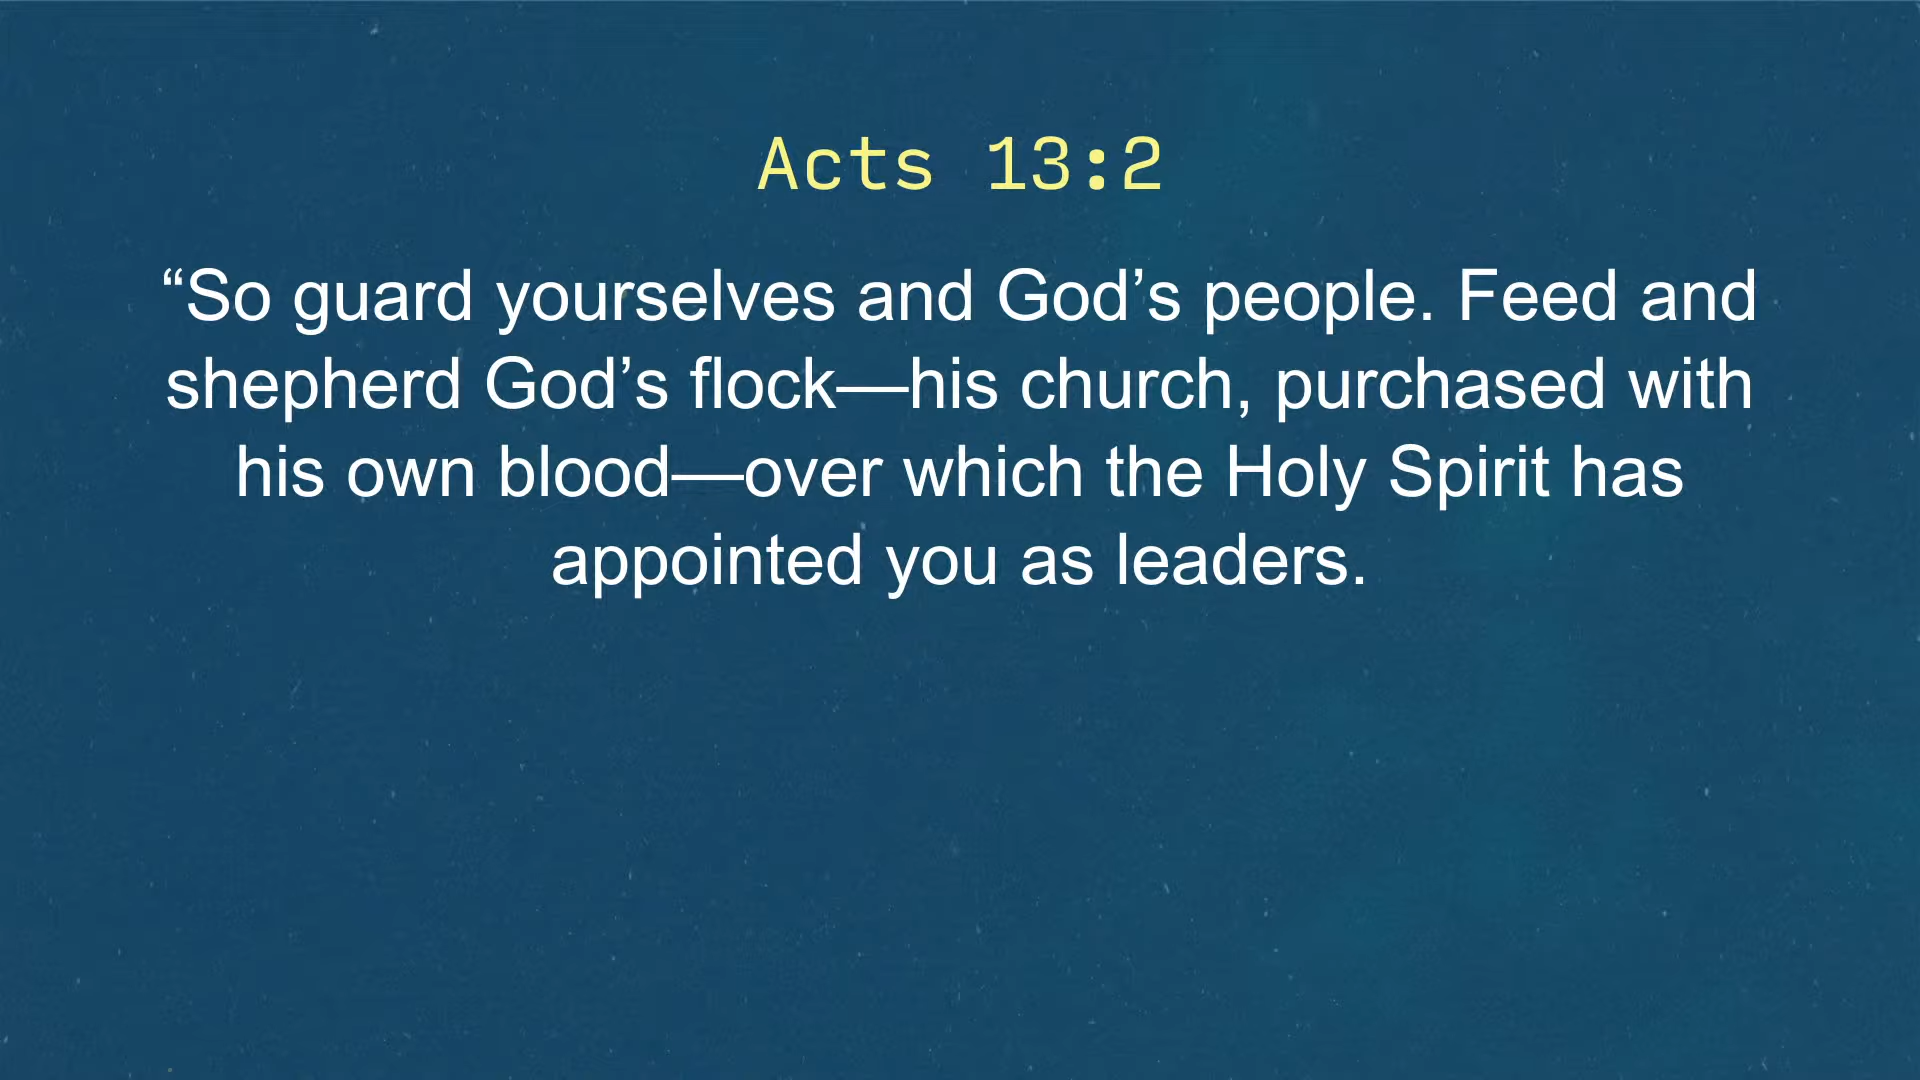 Acts 13:2
“So guard yourselves and God’s people. Feed and
shepherd God’s flock—his church, purchased with
his own blood—over which the Holy Spirit has
appointed you as leaders.